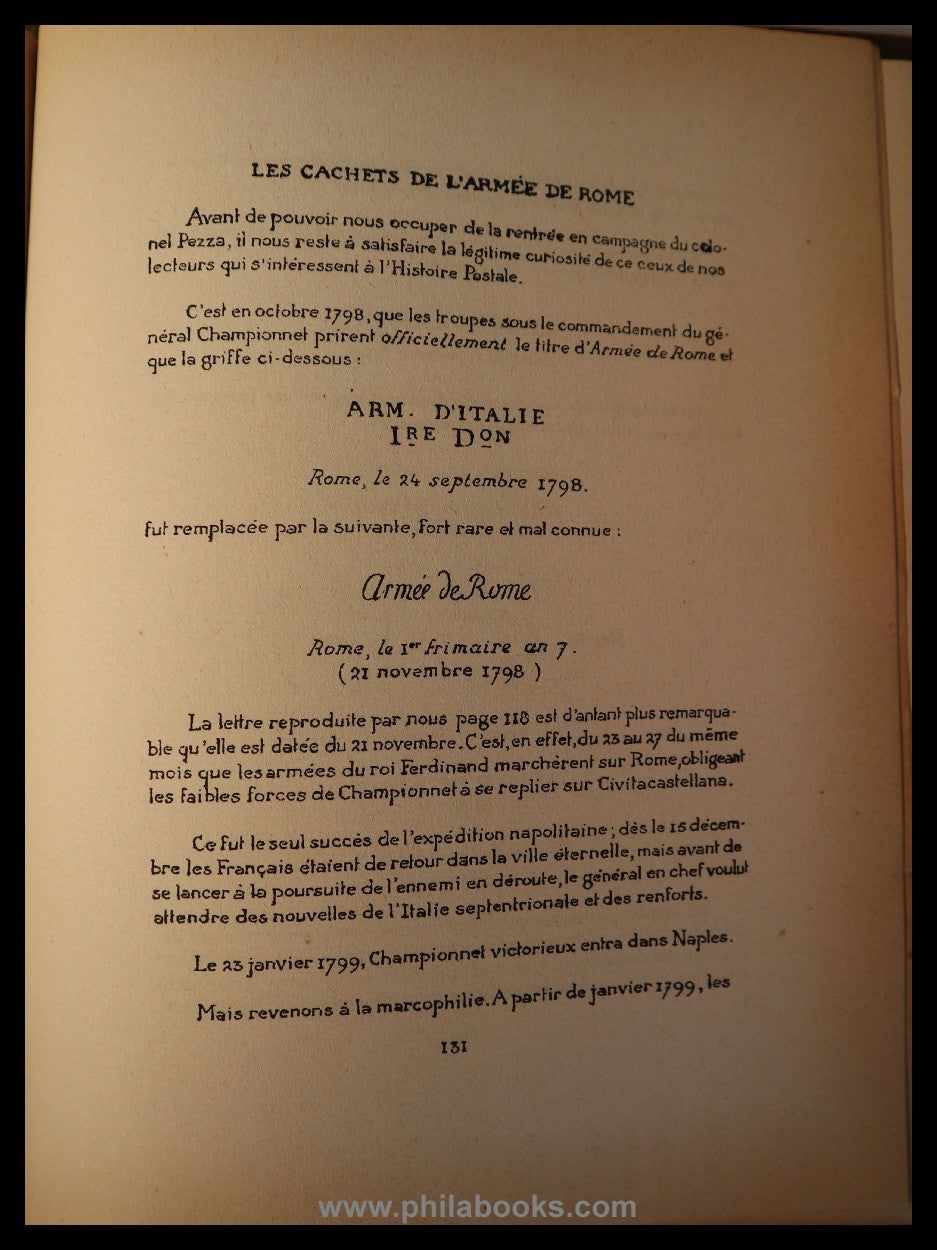 LES CACHETS DE L'ARMÉE DE ROME
Avant de pouvoir nous occuper de la rentrée en campagne du colo-
nel Pezza, il nous reste à satisfaire la légitime curiosité de ce ceux de nos
lecteurs qui s'intéressent à l'Histoire Postale.
C'est en octobre 1798, que les troupes sous le commandement du gé-
néral Championnet prirent officiellement le titre d'Armée de Rome et
que la griffe ci-dessous :
ARM. D'ITALIE
IRE DON
Rome, le 24 septembre 1798.
fut remplacée par la suivante, fort rare et mal connue :
Armée de Rome
Rome, le 1er frimaire an 7.
(21 novembre 1798)
La lettre reproduite par nous page 118 est d'antant plus remarqua-
ble qu'elle est datée du 21 novembre. C'est, en effet, du 23 au 27 du même
mois que les armées du roi Ferdinand marchèrent sur Rome, obligeant
les faibles forces de Championnet à se replier sur Civitacastellana.
Ce fut le seul succès de l'expédition napolitaine ; dès le 15 décem-
bre les Français étaient de retour dans la ville éternelle, mais avant de
se lancer à la poursuite de l'ennemi en déroute, le général en chef voulut
attendre des nouvelles de l'Italie septentrionale et des renforts.
Le 23 janvier 1799, Championnet victorieux entra dans Naples.
Mais revenons à la marcophilie. A partir de janvier 1799, les
131
www.philabooks.com